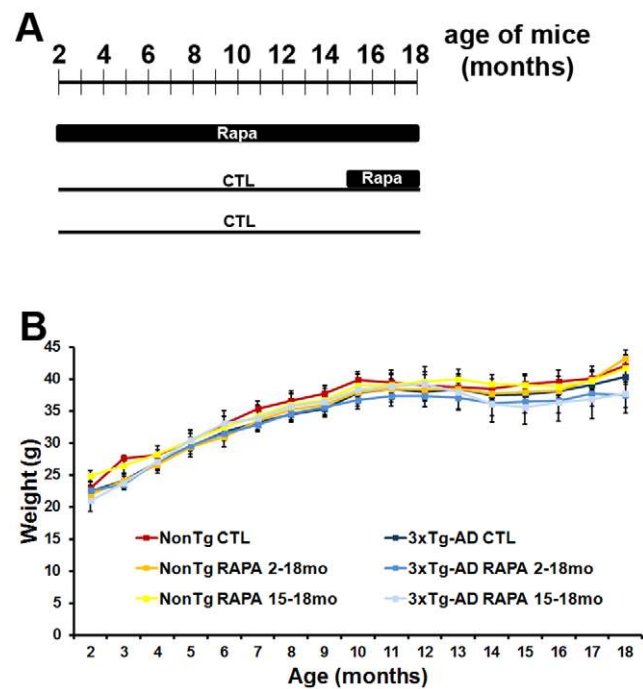 A
2 4 6 8 10 12 14 16 18 age of mice
(months)
Rapa
CTL Rapa
CTL
B
45
40
35
30
25
20
15
10
5
0
Weight (g)
NonTg CTL 3xTg-AD CTL
NonTg RAPA 2-18mo 3xTg-AD RAPA 2-18mo
NonTg RAPA 15-18mo 3xTg-AD RAPA 15-18mo
2 3 4 5 6 7 8 9 10 11 12 13 14 15 16 17 18
Age (months)